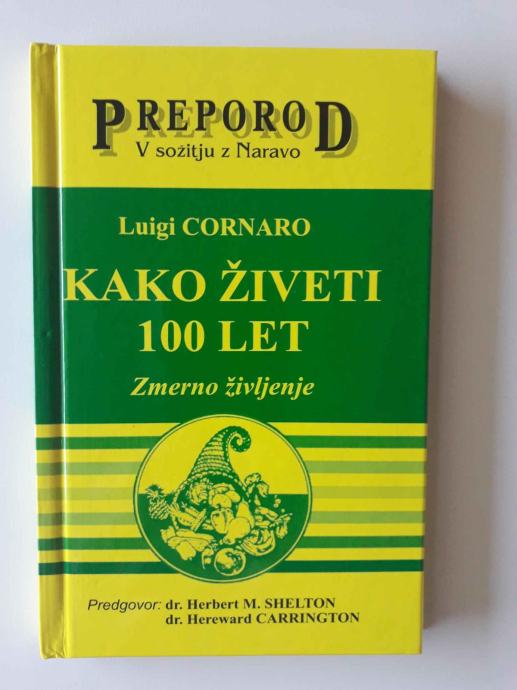 PREPOROD
V sožitju z Naravo
Luigi CORNARO
KAKO ŽIVETI
100 LET
Zmerno življenje
Predgovor: dr. Herbert M. SHELTON
dr. Hereward CARRINGTON